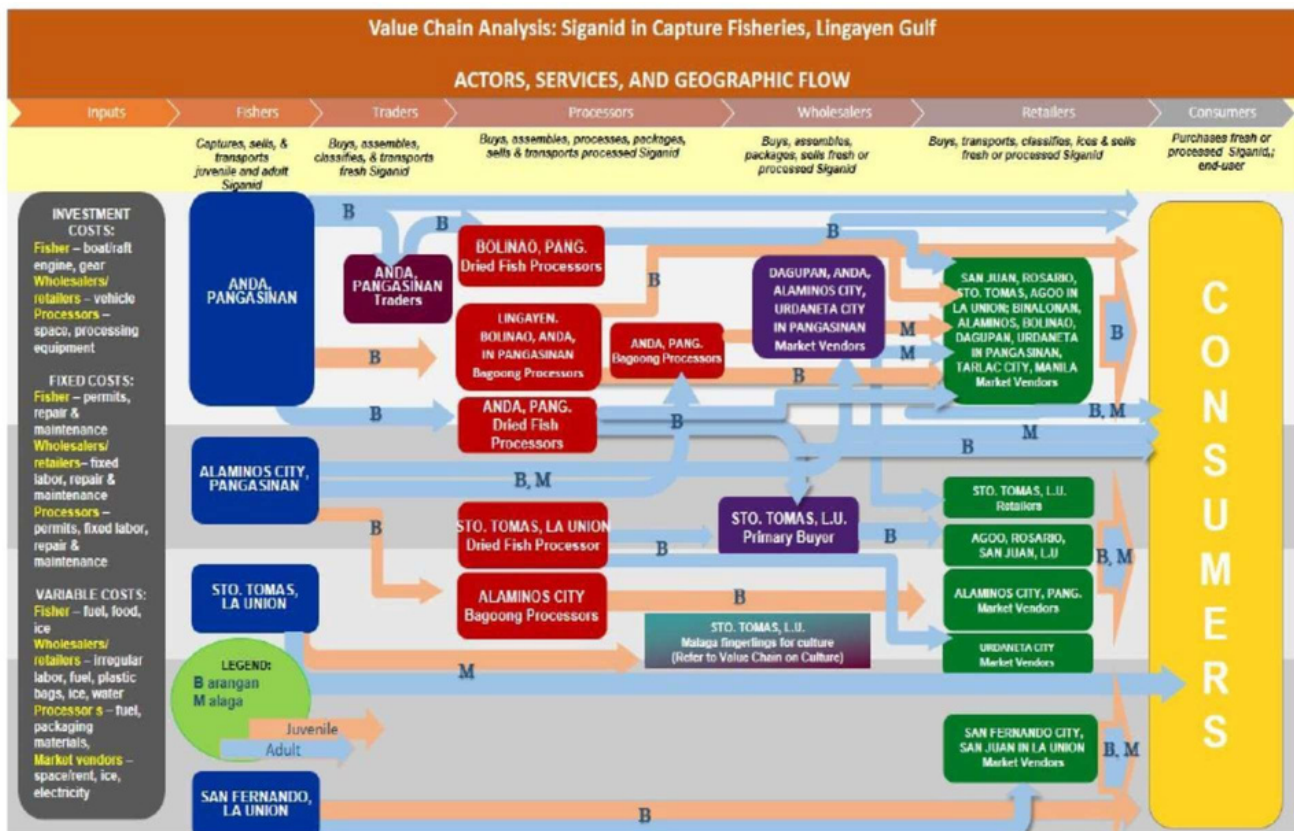 Value Chain Analysis: Siganid in Capture Fisheries, Lingayen Gulf
ACTORS, SERVICES, AND GEOGRAPHIC FLOW
Inputs
Fishers
Traders
Processors
Wholesalers
Retailers
Consumers
Captures, sells, &
transports
juvenile and adult
Siganid
Buys, assembles,
classifies, & transports
fresh Siganid
Buys, assembles, processes, packages,
sells & transports processed Siganid
Buys, assembles,
packages, sells fresh or
processed Siganid
Buys, transports, classifies, ices & sells
fresh or processed Siganid
Purchases fresh or
processed Siganid,;
end-user
INVESTMENT
COSTS:
Fisher – boat/raft
engine, gear
Wholesalers/
retailers – vehicle
Processors –
space, processing
equipment
FIXED COSTS:
Fisher – permits,
repair &
maintenance
Wholesalers/
retailers– fixed
labor, repair &
maintenance
Processors –
permits, fixed labor,
repair &
maintenance
VARIABLE COSTS:
Fisher – fuel, food,
ice
Wholesalers/
retailers – irregular
labor, fuel, plastic
bags, ice, water
Processor s – fuel,
packaging
materials,
Market vendors –
space/rent, ice,
electricity
ANDA,
PANGASINAN
ALAMINOS CITY,
PANGASINAN
STO. TOMAS,
LA UNION
LEGEND:
B arangan
M alaga
Juvenile
Adult
SAN FERNANDO,
LA UNION
B
B
B
B
B
ANDA,
PANGASINAN
Traders
BOLINAO, PANG.
Dried Fish Processors
LINGAYEN.
BOLINAO, ANDA,
IN PANGASINAN
Bagoong Processors
ANDA, PANG.
Bagoong Processors
ANDA, PANG.
Dried Fish
Processors
B, M
STO. TOMAS, LA UNION
Dried Fish Processor
ALAMINOS CITY
Bagoong Processors
STO. TOMAS, L.U.
Malaga fingerlings for culture
(Refer to Value Chain on Culture)
M
B
B
B
B
B
DAGUPAN, ANDA,
ALAMINOS CITY,
URDANETA CITY
IN PANGASINAN
Market Vendors
STO. TOMAS, L.U.
Primary Buyor
B
M
M
B
B
SAN JUAN, ROSARIO,
STO. TOMAS, AGOO IN
LA UNION; BINALONAN,
ALAMINOS, BOLINAO,
DAGUPAN, URDANETA
IN PANGASINAN,
TARLAC CITY, MANILA
Market Vendors
B
B, M
M
B
STO. TOMAS, L.U.
Retailers
AGOO, ROSARIO,
SAN JUAN, L.U
ALAMINOS CITY, PANG.
Market Vendors
URDANETA CITY
Market Vendors
B, M
SAN FERNANDO CITY,
SAN JUAN IN LA UNION
Market Vendors
B, M
CONSUMERS